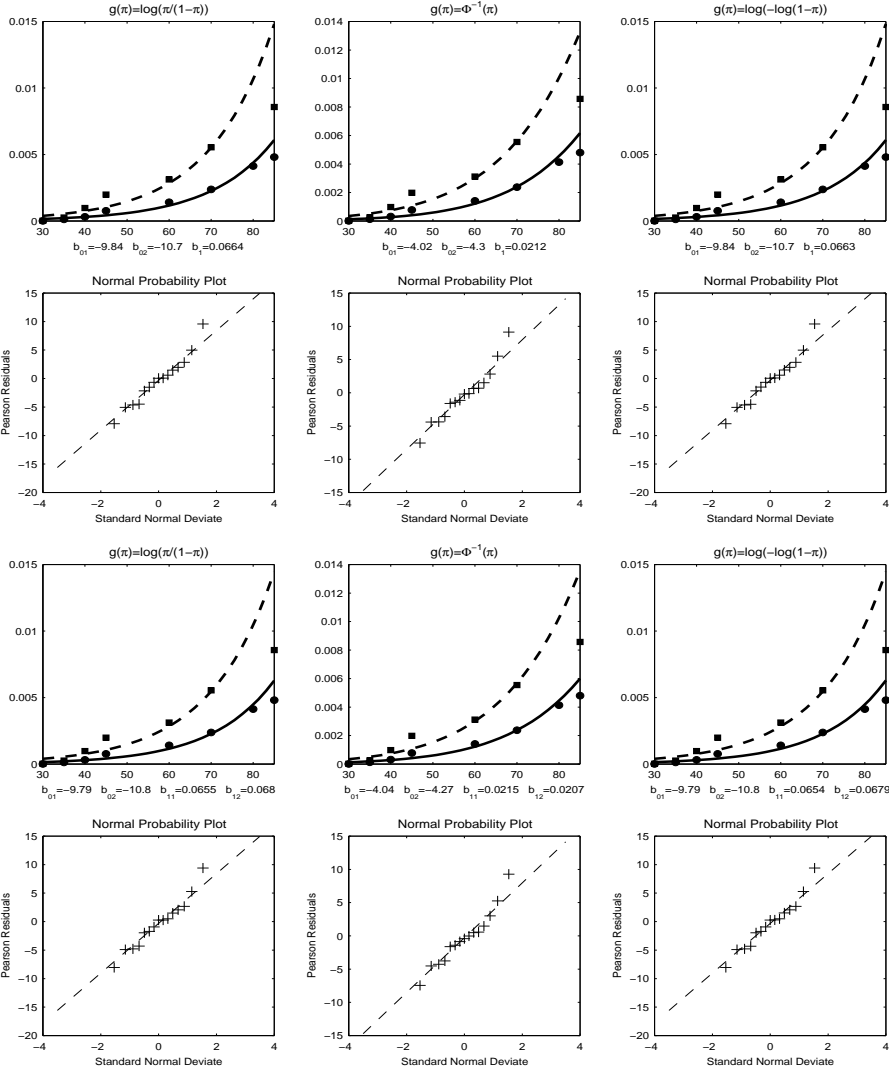 g(π)=log(π/(1−π))
0.015
0.01
0.005
0
30 40 50 60 70 80
b01=−9.84 b02=−10.7 b1=0.0664
g(π)=Φ−1(π)
0.014
0.012
0.01
0.008
0.006
0.004
0.002
0
30 40 50 60 70 80
b01=−4.02 b02=−4.3 b1=0.0212
g(π)=log(−log(1−π))
0.015
0.01
0.005
0
30 40 50 60 70 80
b01=−9.84 b02=−10.7 b1=0.0663
Normal Probability Plot
15
10
5
0
−5
−10
−15
−20
−4 −2 0 2 4
Pearson Residuals
Standard Normal Deviate
Normal Probability Plot
15
10
5
0
−5
−10
−15
−4 −2 0 2 4
Pearson Residuals
Standard Normal Deviate
Normal Probability Plot
15
10
5
0
−5
−10
−15
−20
−4 −2 0 2 4
Pearson Residuals
Standard Normal Deviate
g(π)=log(π/(1−π))
0.015
0.01
0.005
0
30 40 50 60 70 80
b01=−9.79 b02=−10.8 b11=0.0655 b12=0.068
g(π)=Φ−1(π)
0.014
0.012
0.01
0.008
0.006
0.004
0.002
0
30 40 50 60 70 80
b01=−4.04 b02=−4.27 b11=0.0215 b12=0.0207
g(π)=log(−log(1−π))
0.015
0.01
0.005
0
30 40 50 60 70 80
b01=−9.79 b02=−10.8 b11=0.0654 b12=0.0679
Normal Probability Plot
15
10
5
0
−5
−10
−15
−20
−4 −2 0 2 4
Pearson Residuals
Standard Normal Deviate
Normal Probability Plot
15
10
5
0
−5
−10
−15
−4 −2 0 2 4
Pearson Residuals
Standard Normal Deviate
Normal Probability Plot
15
10
5
0
−5
−10
−15
−20
−4 −2 0 2 4
Pearson Residuals
Standard Normal Deviate